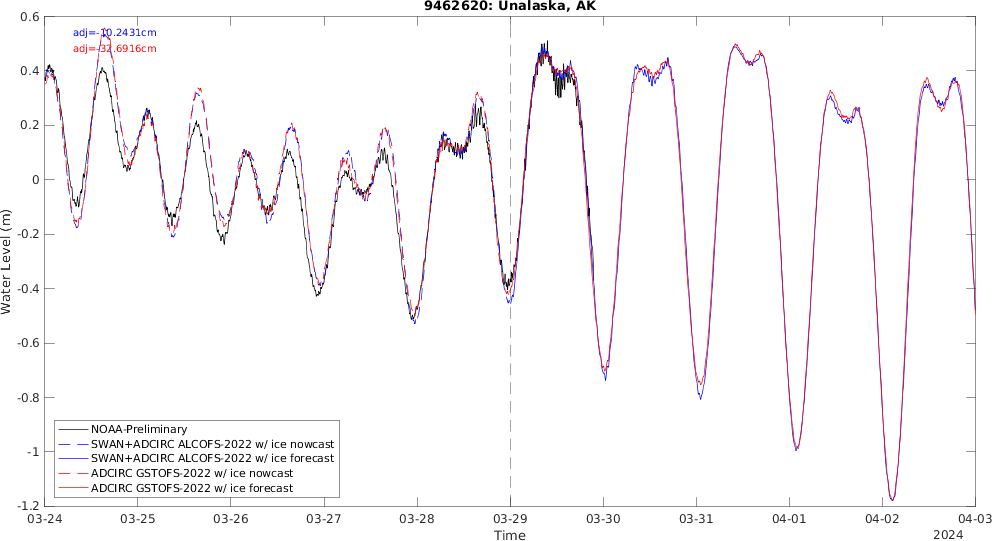 9462620: Unalaska, AK
adj=-10.2431cm
adj=-32.6916cm
0.6
0.4
0.2
0
-0.2
-0.4
-0.6
-0.8
-1
-1.2
Water Level (m)
NOAA-Preliminary
SWAN+ADCIRC ALCOFS-2022 w/ ice nowcast
SWAN+ADCIRC ALCOFS-2022 w/ ice forecast
ADCIRC GSTOFS-2022 w/ ice nowcast
ADCIRC GSTOFS-2022 w/ ice forecast
03-24 03-25 03-26 03-27 03-28 03-29 03-30 03-31 04-01 04-02 04-03
Time
2024